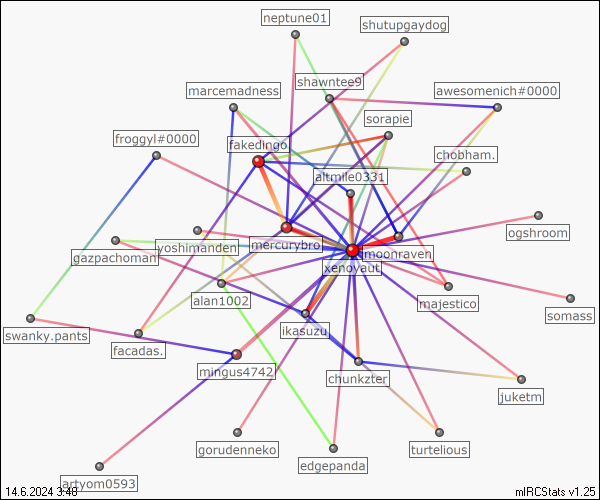 neptune01
shutupgaydog
shawntee9
marcemadness
awesomenich#0000
sorapie
froggyl#0000
fakedingo
chobham.
altmile0331
ogshroom
yoshimanden
mercurybro
moonraven
gazpachoman
xenoyaut
alan1002
majestico
somass
ikasuzu
swanky.pants
facadas.
mingus4742
chunkzter
juketm
gorudenneko
turtelious
edgepanda
artyom0593
14.6.2024 3:48
mIRCStats v1.25